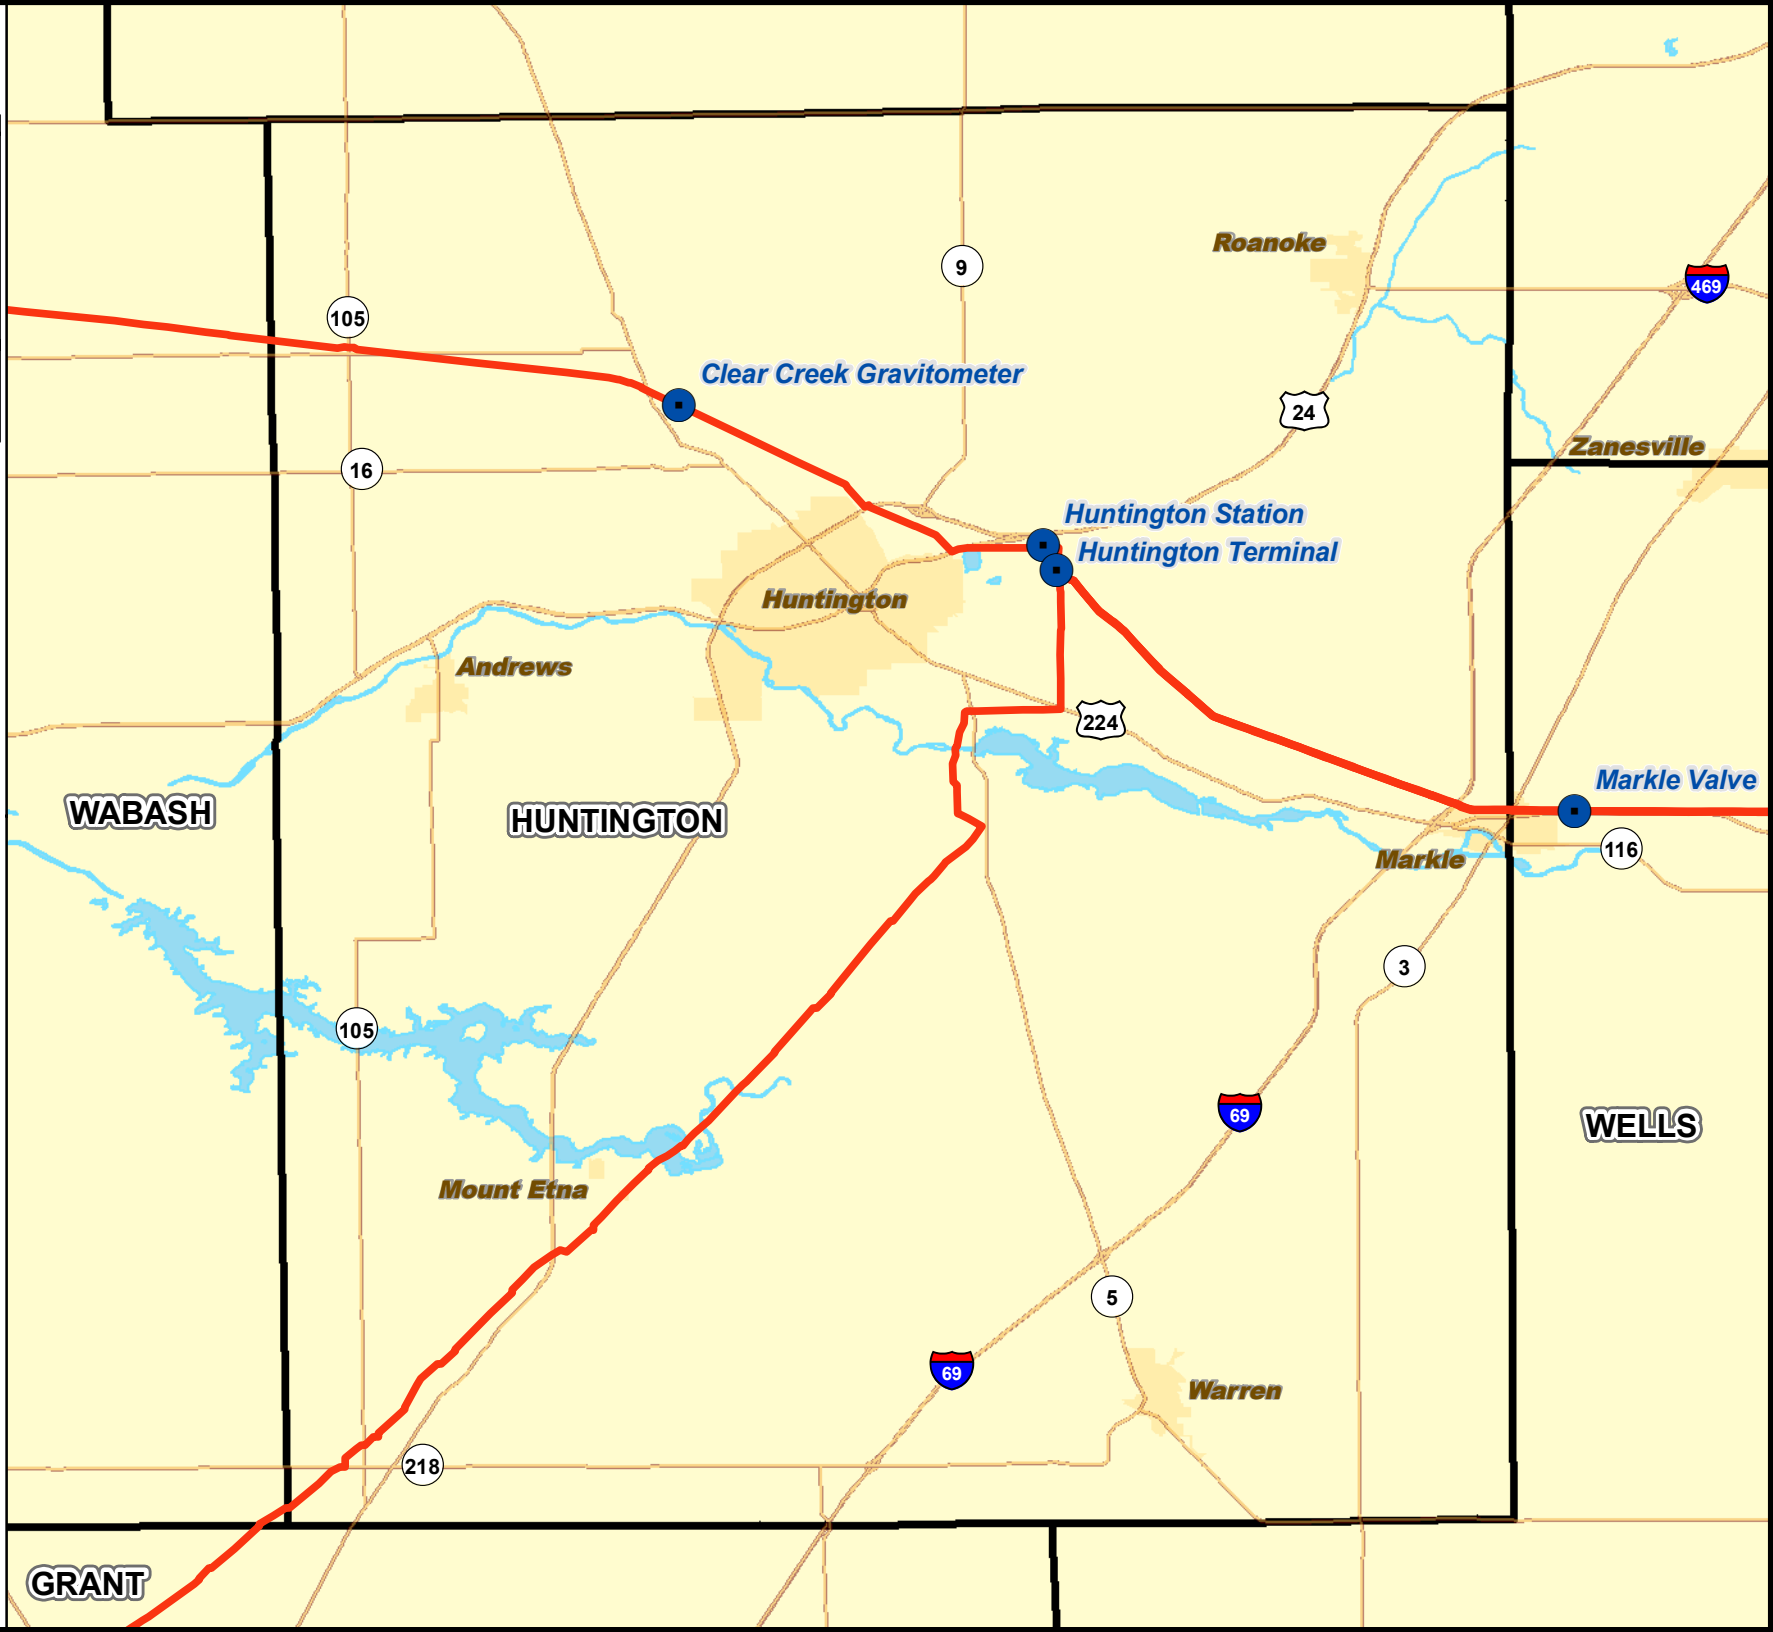 Roanoke
9
469
105
Clear Creek Gravitometer
24
Zanesville
16
Huntington Station
Huntington Terminal
Huntington
Andrews
224
Markle Valve
WABASH
HUNTINGTON
116
Markle
3
105
69
WELLS
Mount Etna
5
69
Warren
218
GRANT